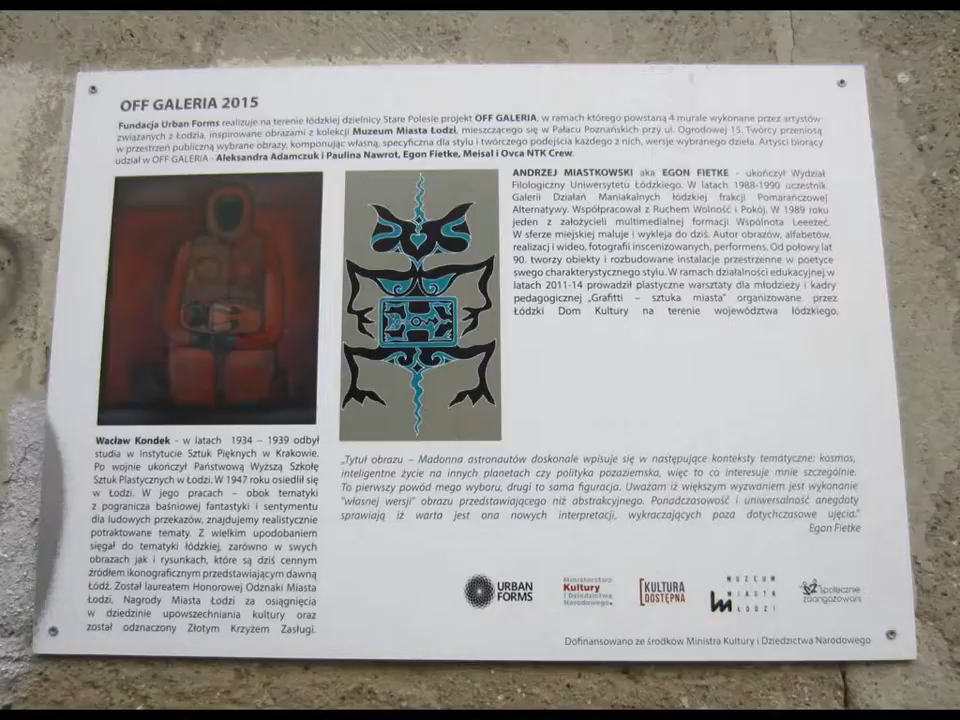 OFF GALERIA 2015
Fundacja Urban Forms realizuje na terenie łódzkiej dzielnicy Stare Polesie projekt OFF GALERIA, w ramach którego powstaną 4 murale wykonane przez artystów
związanych z Łodzia, inspirowane obrazami z kolekcji Muzeum Miasta Łodzi, mieszczącego się w Pałacu Poznańskich przy ul. Ogrodowej 15. Twórcy przeniosą
w przestrzeń publiczną wybrane obrazy, komponując własną, specyficzna dla stylu i twórczego podejścia każdego z nich, wersje wybranego dzieła. Artyści biorący
udział w OFF GALERIA - Aleksandra Adamczuk i Paulina Nawrot, Egon Fietke, Meisal i Ovca NTK Crew.
ANDRZEJ MIASTKOWSKI aka EGON FIETKE - ukończył Wydział
Filologiczny Uniwersytetu Łódzkiego. W latach 1988-1990 uczestnik
Galerii Działań Maniakalnych łódzkiej frakcji Pomarańczowej
Alternatywy. Współpracował z Ruchem Wolność i Pokój. W 1989 roku
jeden z założycieli multimedialnej formacji Wspólnota Leeeżeć.
W sferze miejskiej maluje i wykleja do dziś. Autor obrazów, alfabetów,
realizacji wideo, fotografii inscenizowanych, performens. Od połowy lat
90. tworzy obiekty i rozbudowane instalacje przestrzenne w poetyce
swego charakterystycznego stylu. W ramach działalności edukacyjnej w
latach 2011-14 prowadził plastyczne warsztaty dla młodzieży i kadry
pedagogicznej „Grafitti – sztuka miasta” organizowane przez
Łódzki Dom Kultury na terenie województwa łódzkiego.
Wacław Kondek - w latach 1934 – 1939 odbył
studia w Instytucie Sztuk Pięknych w Krakowie.
Po wojnie ukończył Państwową Wyższą Szkołę
Sztuk Plastycznych w Łodzi. W 1947 roku osiedlił się
w Łodzi. W jego pracach – obok tematyki
z pogranicza baśniowej fantastyki i sentymentu
dla ludowych przekazów, znajdujemy realistycznie
potraktowane tematy. Z wielkim upodobaniem
sięgał do tematyki łódzkiej, zarówno w swych
obrazach jak i rysunkach, które są dziś cennym
źródłem ikonograficznym przedstawiającym dawną
Łódź. Został laureatem Honorowej Odznaki Miasta
Łodzi, Nagrody Miasta Łodzi za osiągnięcia
w dziedzinie upowszechniania kultury oraz
został odznaczony Złotym Krzyżem Zasługi.
„Tytuł obrazu – Madonna astronautów doskonale wpisuje się w następujące konteksty tematyczne: kosmos,
inteligentne życie na innych planetach czy polityka pozaziemska, więc to co interesuje mnie szczególnie.
To pierwszy powód mego wyboru, drugi to sama figuracja. Uważam iż większym wyzwaniem jest wykonanie
"własnej wersji" obrazu przedstawiającego niż abstrakcyjnego. Ponadczasowość i uniwersalność anegdoty
sprawiają iż warta jest ona nowych interpretacji, wykraczających poza dotychczasowe ujęcia.”
Egon Fietke
URBAN
FORMS
Ministerstwo
Kultury
i Dziedzictwa
Narodowego.
KULTURA
DOSTĘPNA
MUZEUM
MIASTA
ŁODZI
społecznie
zaangażowani
Dofinansowano ze środków Ministra Kultury i Dziedzictwa Narodowego